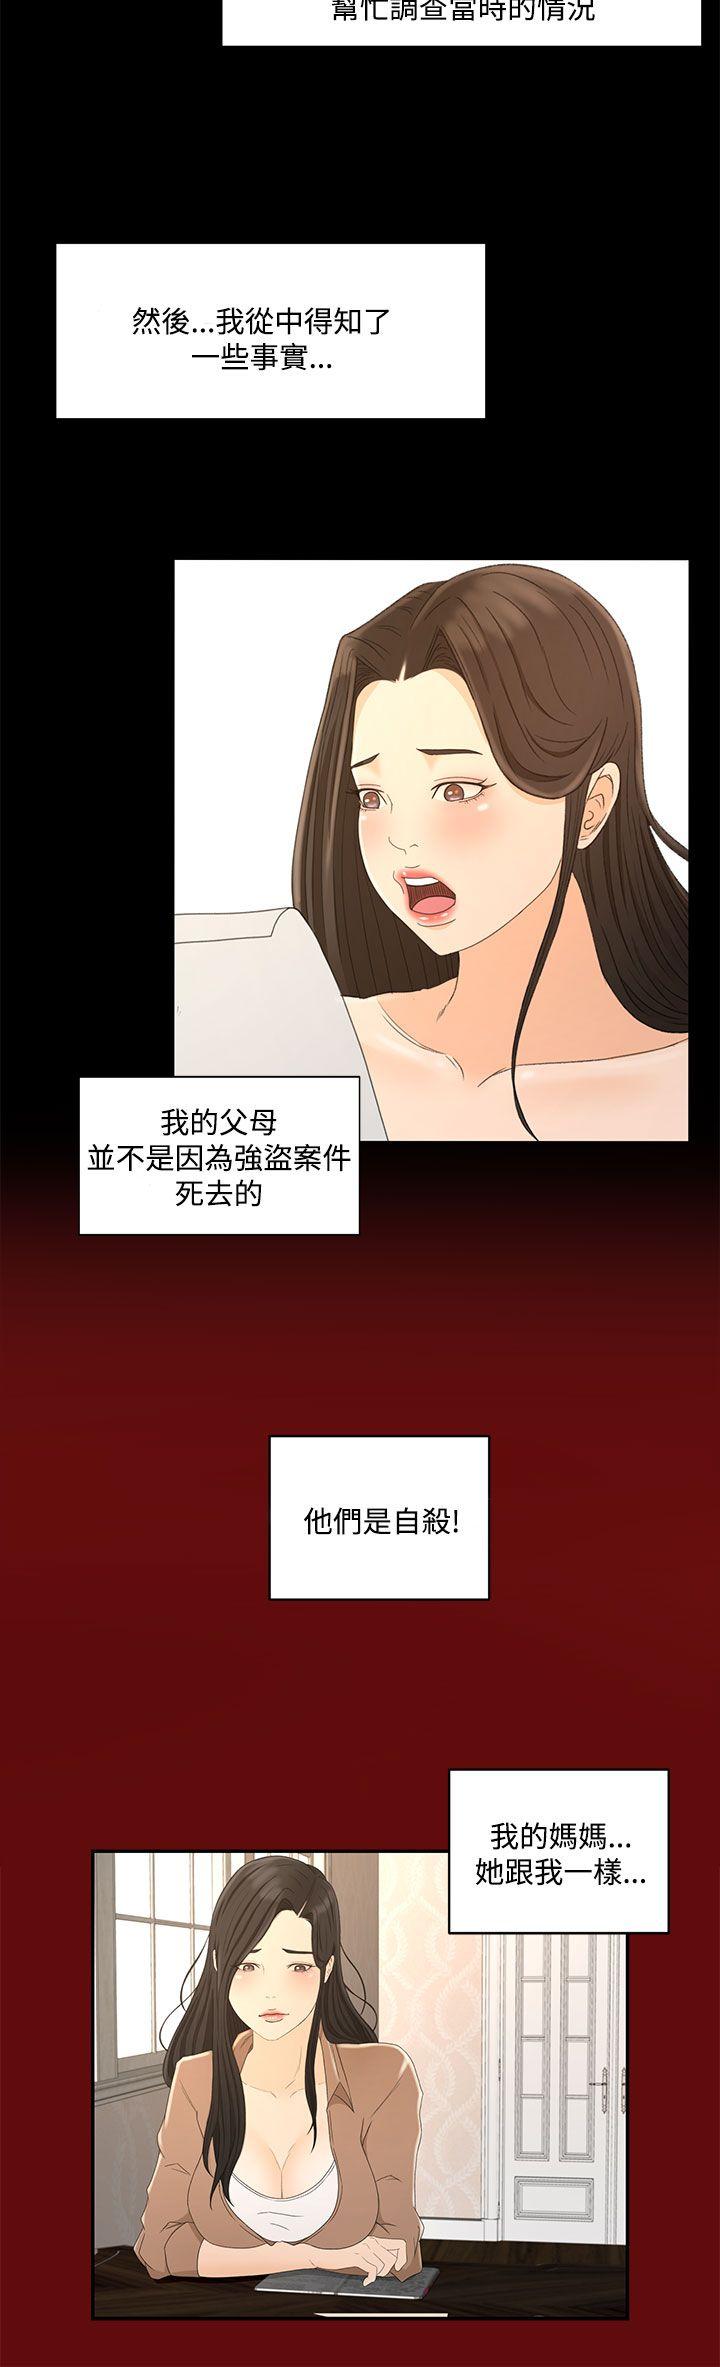 幫忙調查當時的情況
然後...我從中得知了
一些事實...
我的父母
並不是因為強盜案件
死去的
他們是自殺!
我的媽媽...
她跟我一樣...